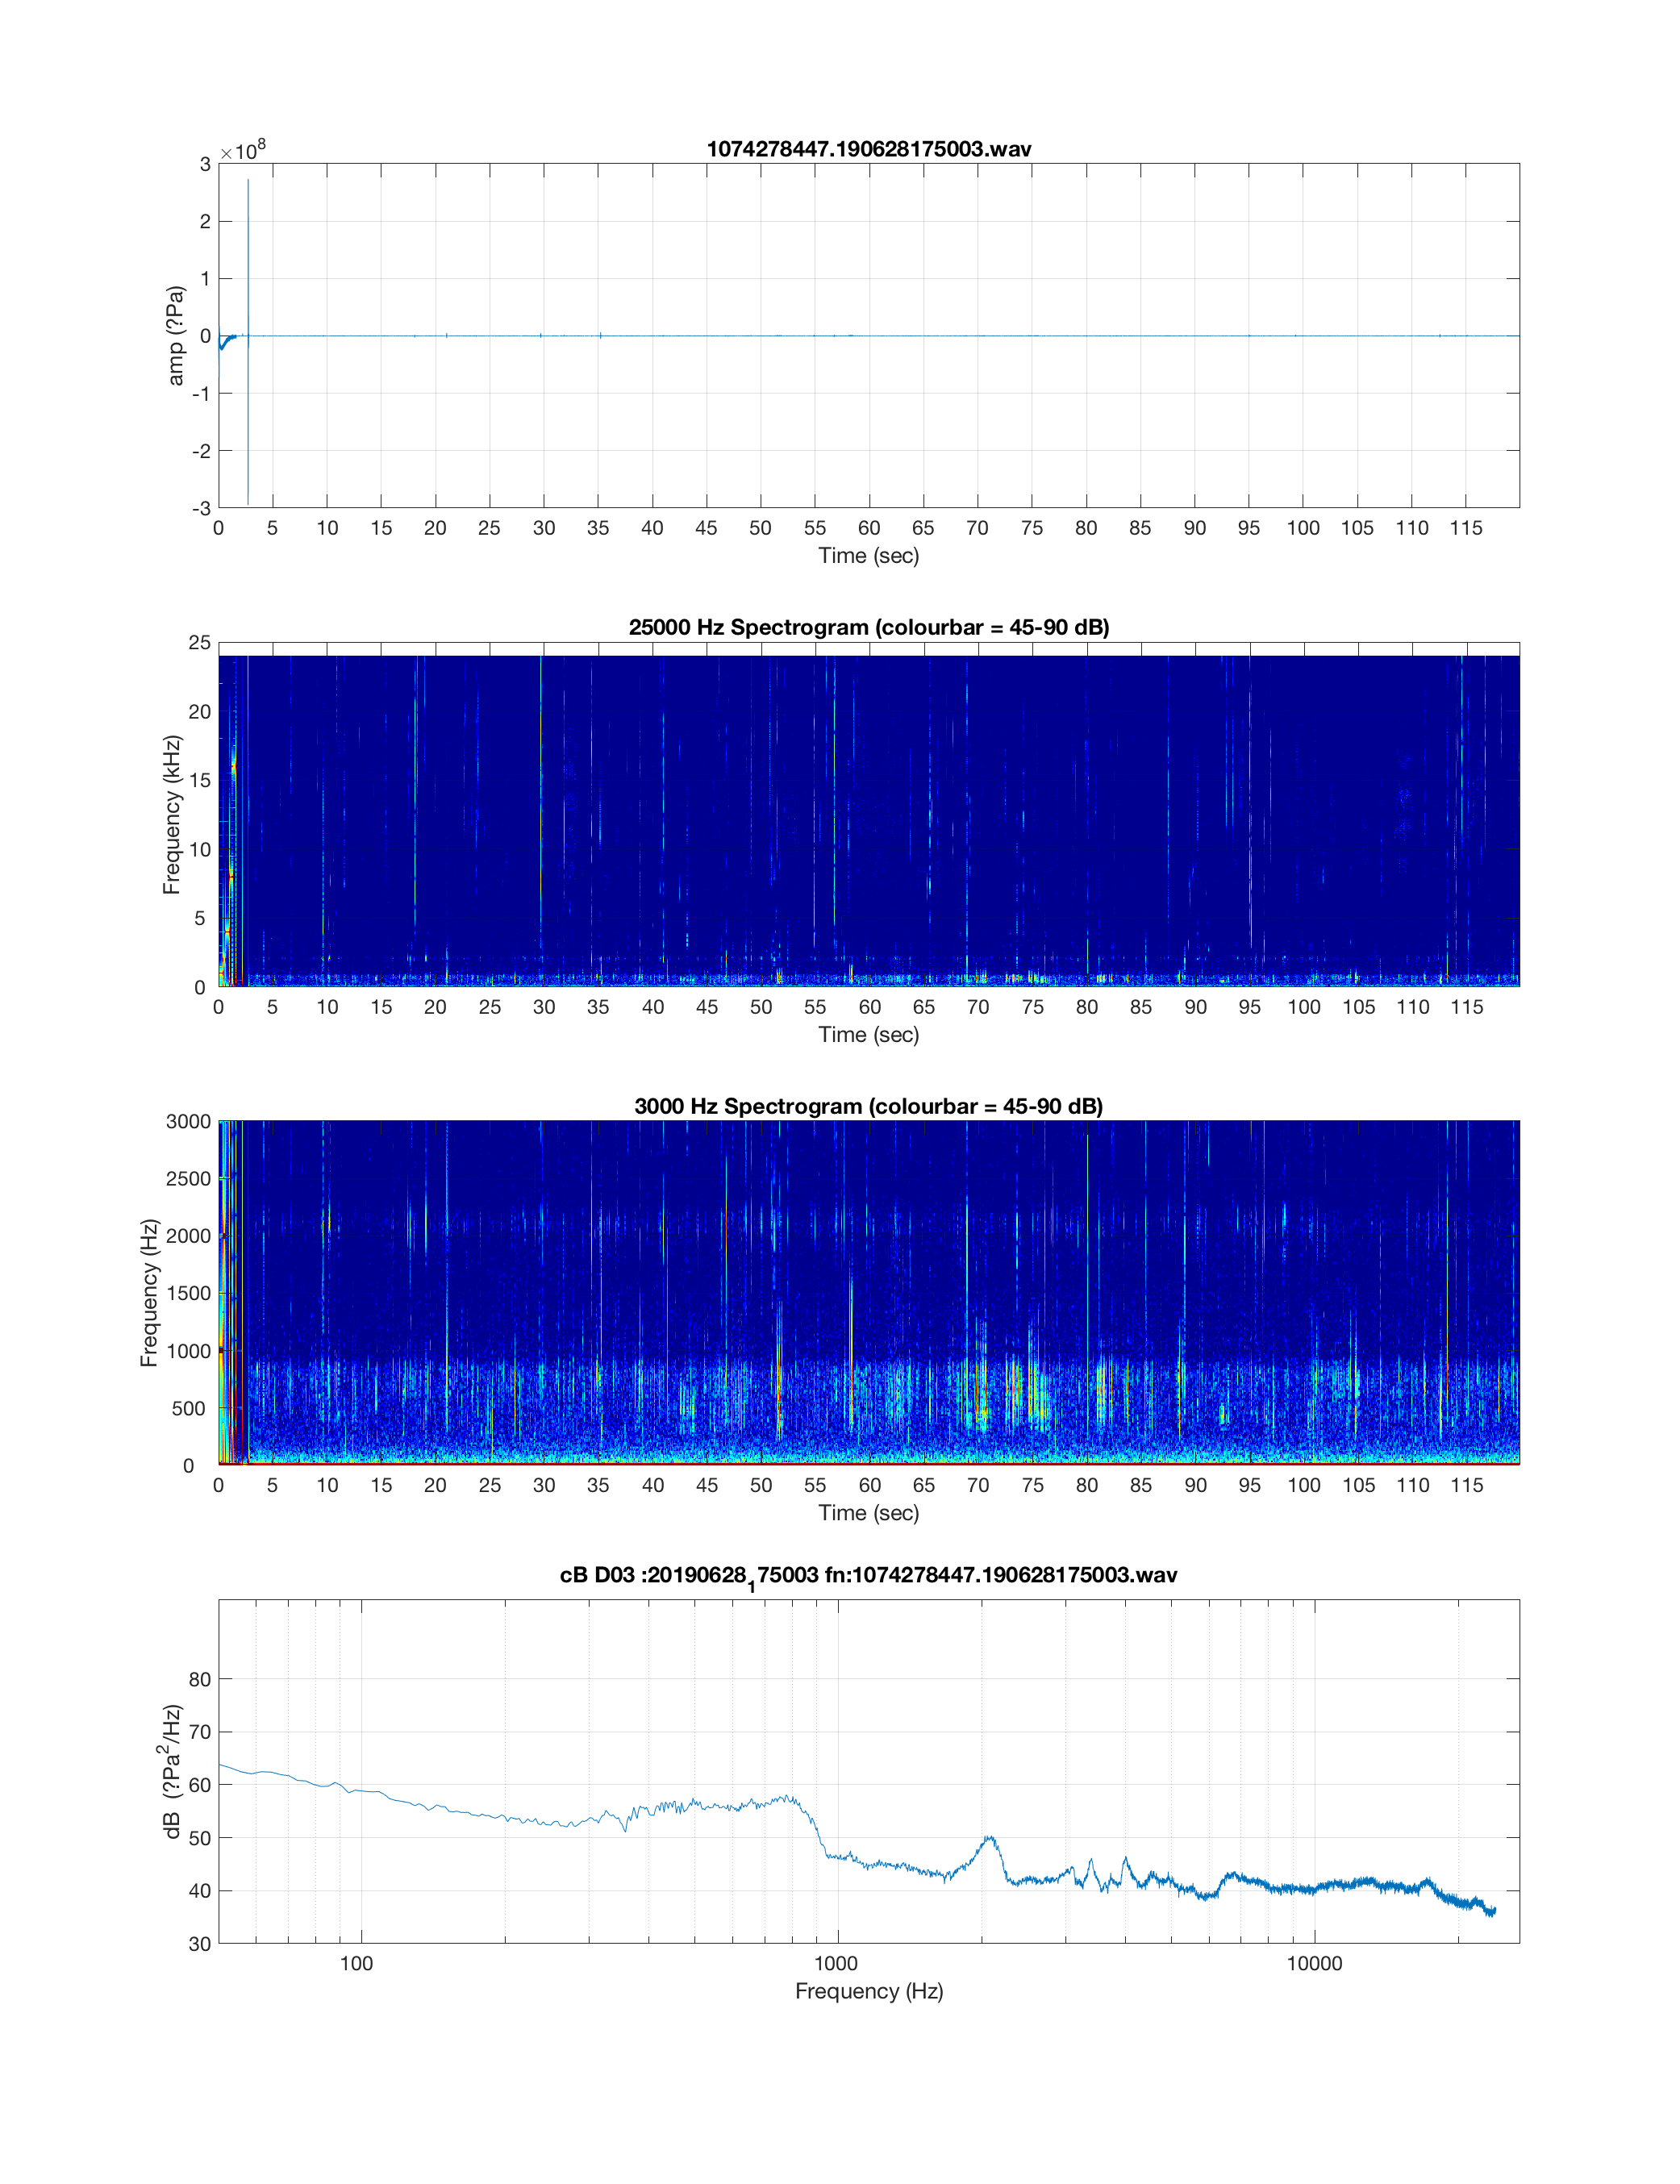 1074278447.190628175003.wav
×10⁸
3
2
1
0
-1
-2
-3
amp (?Pa)
0 5 10 15 20 25 30 35 40 45 50 55 60 65 70 75 80 85 90 95 100 105 110 115
Time (sec)
25000 Hz Spectrogram (colourbar = 45-90 dB)
25
20
15
10
5
0
Frequency (kHz)
0 5 10 15 20 25 30 35 40 45 50 55 60 65 70 75 80 85 90 95 100 105 110 115
Time (sec)
3000 Hz Spectrogram (colourbar = 45-90 dB)
3000
2500
2000
1500
1000
500
0
Frequency (Hz)
0 5 10 15 20 25 30 35 40 45 50 55 60 65 70 75 80 85 90 95 100 105 110 115
Time (sec)
cB D03 :20190628₁75003 fn:1074278447.190628175003.wav
80
70
60
50
40
30
dB (?Pa²/Hz)
100 1000 10000
Frequency (Hz)